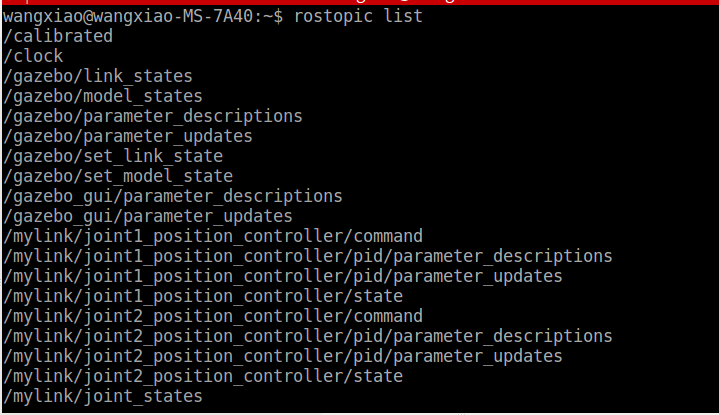 wangxiao@wangxiao-MS-7A40:~$ rostopic list
/calibrated
/clock
/gazebo/link_states
/gazebo/model_states
/gazebo/parameter_descriptions
/gazebo/parameter_updates
/gazebo/set_link_state
/gazebo/set_model_state
/gazebo_gui/parameter_descriptions
/gazebo_gui/parameter_updates
/mylink/joint1_position_controller/command
/mylink/joint1_position_controller/pid/parameter_descriptions
/mylink/joint1_position_controller/pid/parameter_updates
/mylink/joint1_position_controller/state
/mylink/joint2_position_controller/command
/mylink/joint2_position_controller/pid/parameter_descriptions
/mylink/joint2_position_controller/pid/parameter_updates
/mylink/joint2_position_controller/state
/mylink/joint_states